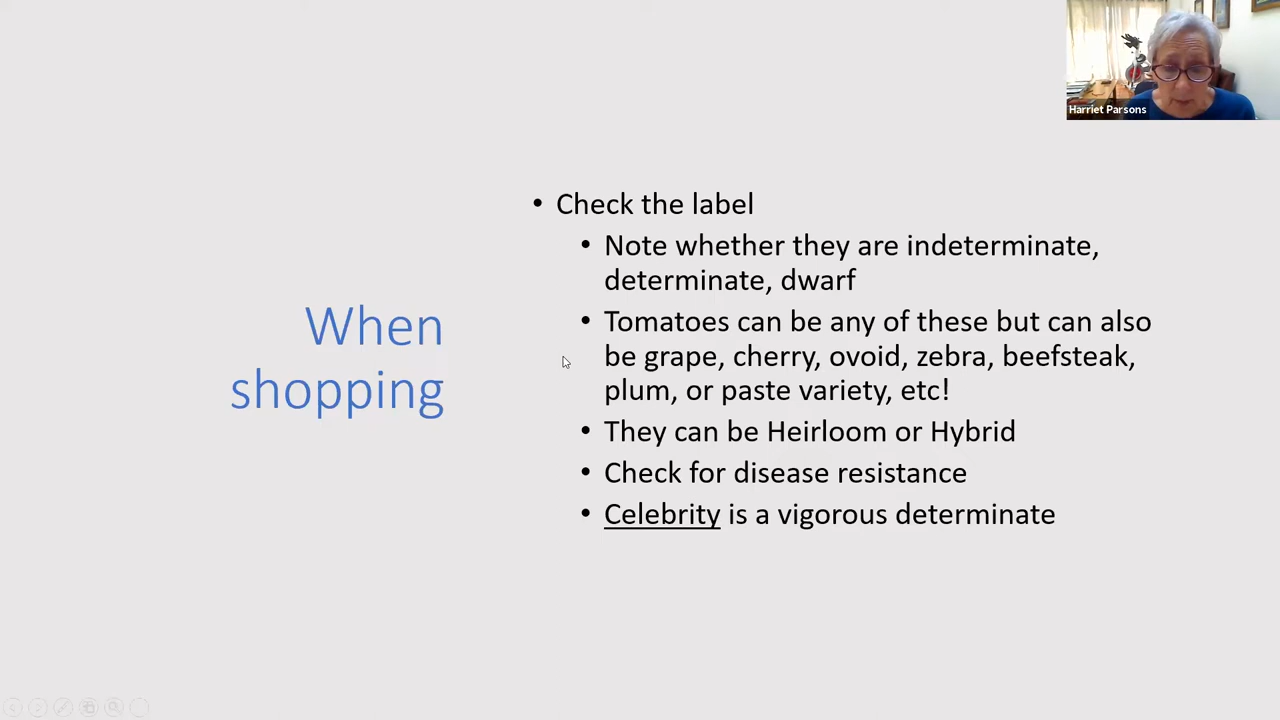 Harriet Parsons
When
shopping
• Check the label
• Note whether they are indeterminate,
determinate, dwarf
• Tomatoes can be any of these but can also
be grape, cherry, ovoid, zebra, beefsteak,
plum, or paste variety, etc!
• They can be Heirloom or Hybrid
• Check for disease resistance
• Celebrity is a vigorous determinate